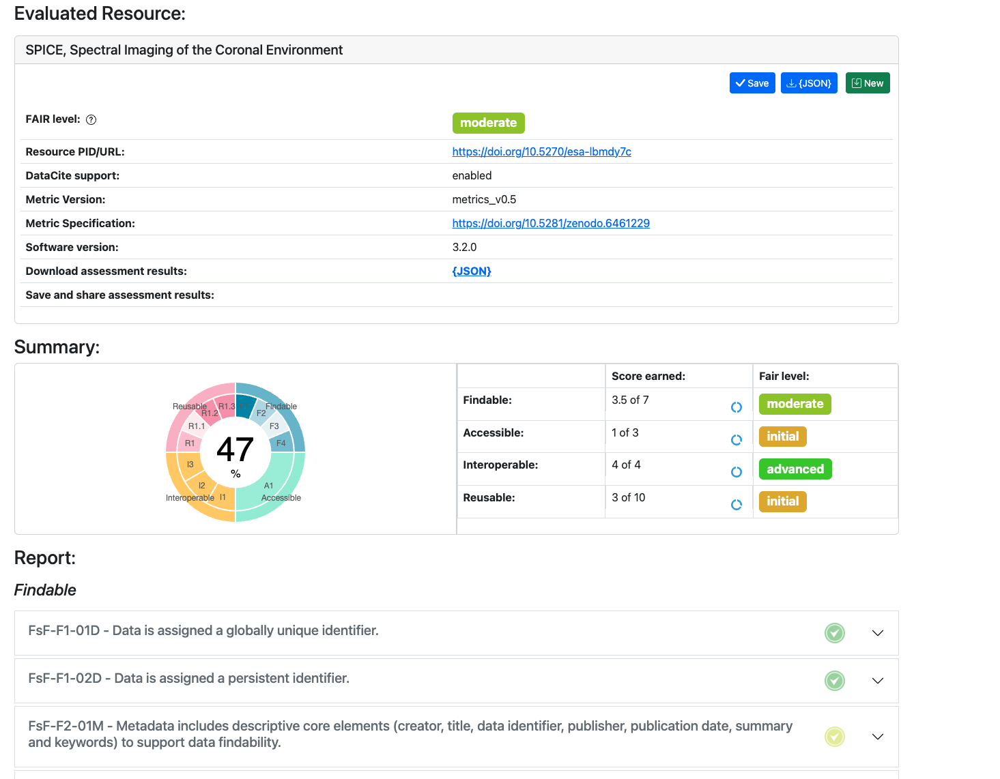 Evaluated Resource:
SPICE, Spectral Imaging of the Coronal Environment
Save {JSON} New
FAIR level: ? moderate
Resource PID/URL: https://doi.org/10.5270/esa-lbmdy7c
DataCite support: enabled
Metric Version: metrics_v0.5
Metric Specification: https://doi.org/10.5281/zenodo.6461229
Software version: 3.2.0
Download assessment results: {JSON}
Save and share assessment results:
Summary:
Score earned: Fair level:
Findable: 3.5 of 7 moderate
Accessible: 1 of 3 initial
Interoperable: 4 of 4 advanced
Reusable: 3 of 10 initial
Reusable R1.3 Findable
R1.2 F2
R1.1 F3
R1 F4
47
%
I3
I2 A1
Interoperable I1 Accessible
Report:
Findable
FsF-F1-01D - Data is assigned a globally unique identifier.
FsF-F1-02D - Data is assigned a persistent identifier.
FsF-F2-01M - Metadata includes descriptive core elements (creator, title, data identifier, publisher, publication date, summary
and keywords) to support data findability.